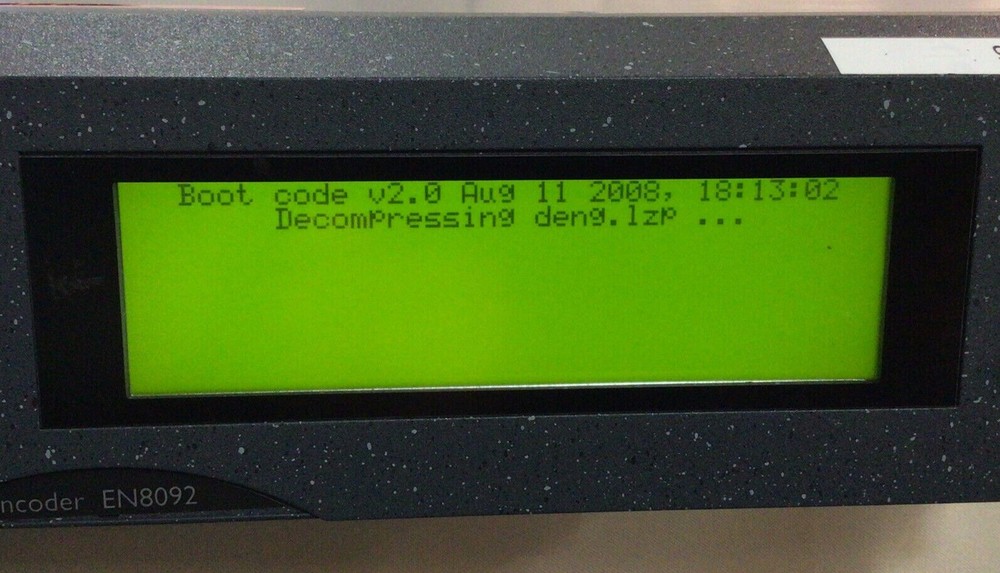 Boot code v2.0 Aug 11 2008, 18:13:02
Decompressing deng.lzp ...
ncoder EN8092